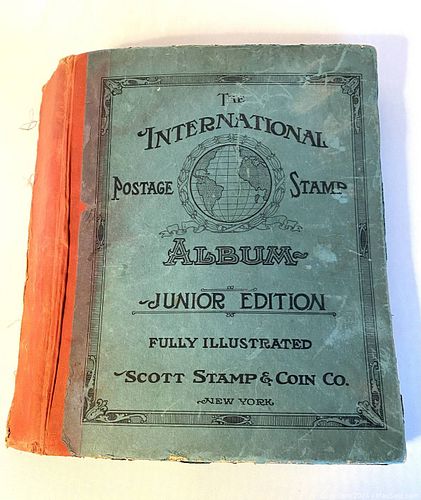 THE
INTERNATIONAL
POSTAGE STAMP
ALBUM
JUNIOR EDITION
FULLY ILLUSTRATED
SCOTT STAMP & COIN CO.
NEW YORK